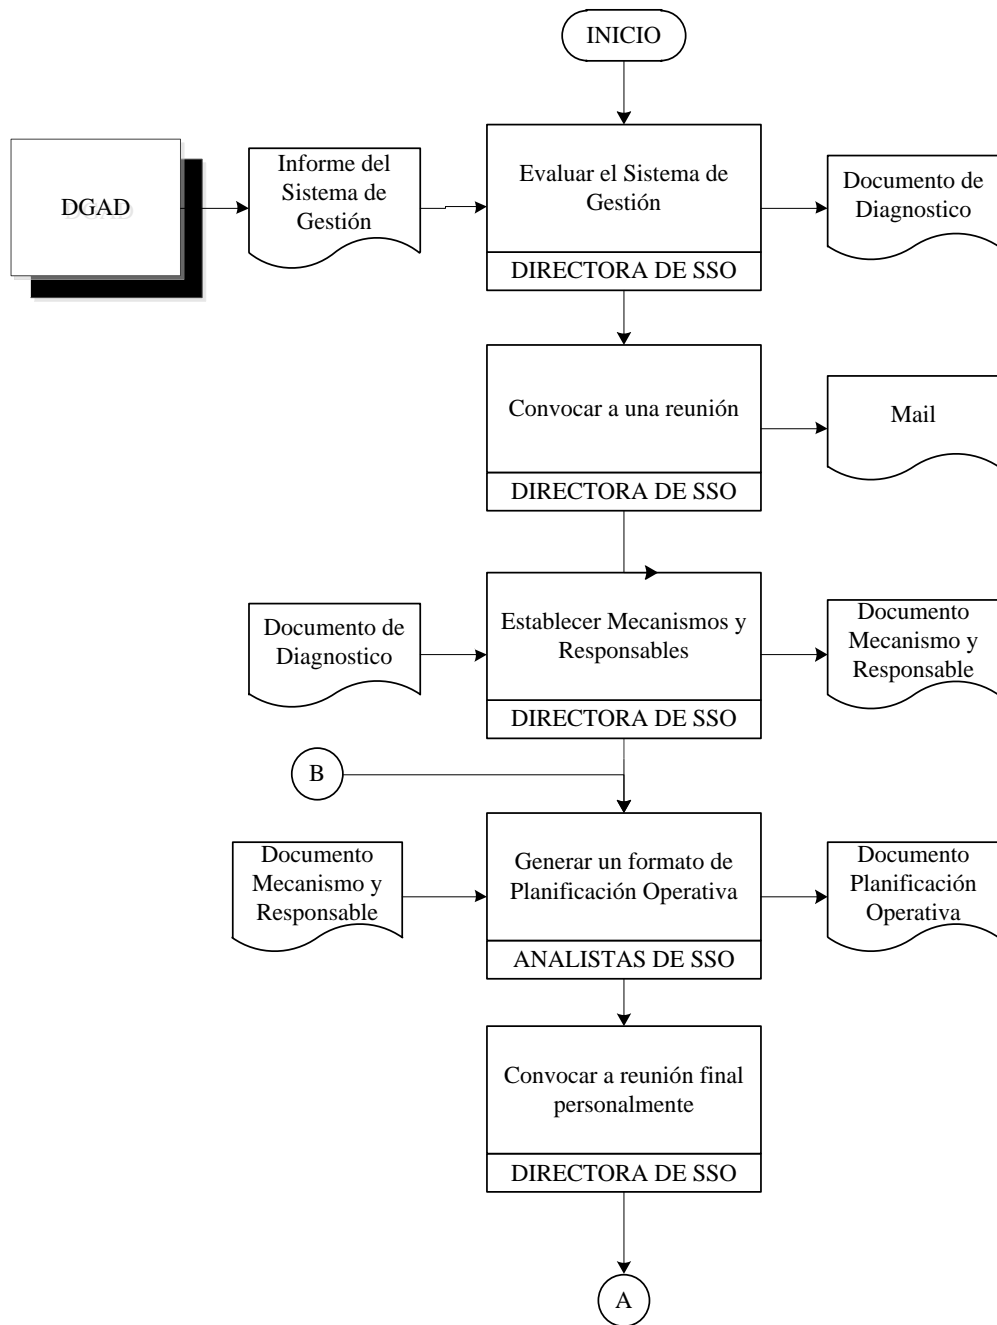 INICIO
DGAD
Informe del
Sistema de
Gestión
Evaluar el Sistema de
Gestión
DIRECTORA DE SSO
Documento de
Diagnostico
Convocar a una reunión
DIRECTORA DE SSO
Mail
Documento de
Diagnostico
Establecer Mecanismos y
Responsables
DIRECTORA DE SSO
Documento
Mecanismo y
Responsable
B
Documento
Mecanismo y
Responsable
Generar un formato de
Planificación Operativa
ANALISTAS DE SSO
Documento
Planificación
Operativa
Convocar a reunión final
personalmente
DIRECTORA DE SSO
A